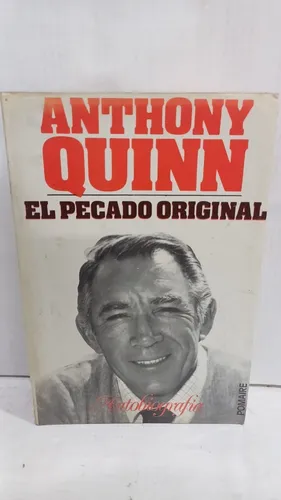 ANTHONY
QUINN
EL PECADO ORIGINAL
Autobiografía
POMAIRE